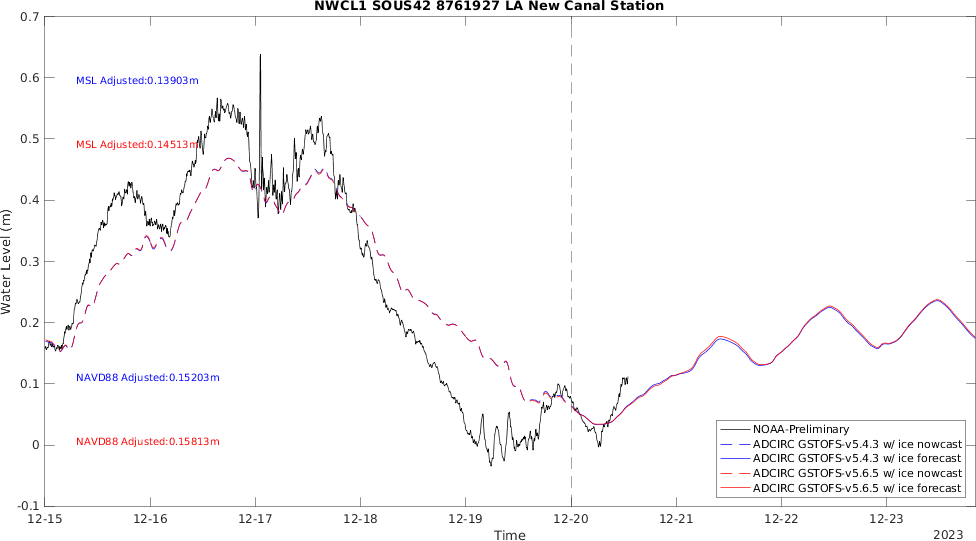 NWCL1 SOUS42 8761927 LA New Canal Station
0.7
0.6
0.5
0.4
0.3
0.2
0.1
0
-0.1
Water Level (m)
MSL Adjusted:0.13903m
MSL Adjusted:0.14513m
NAVD88 Adjusted:0.15203m
NAVD88 Adjusted:0.15813m
NOAA-Preliminary
ADCIRC GSTOFS-v5.4.3 w/ ice nowcast
ADCIRC GSTOFS-v5.4.3 w/ ice forecast
ADCIRC GSTOFS-v5.6.5 w/ ice nowcast
ADCIRC GSTOFS-v5.6.5 w/ ice forecast
12-15 12-16 12-17 12-18 12-19 12-20 12-21 12-22 12-23
Time
2023